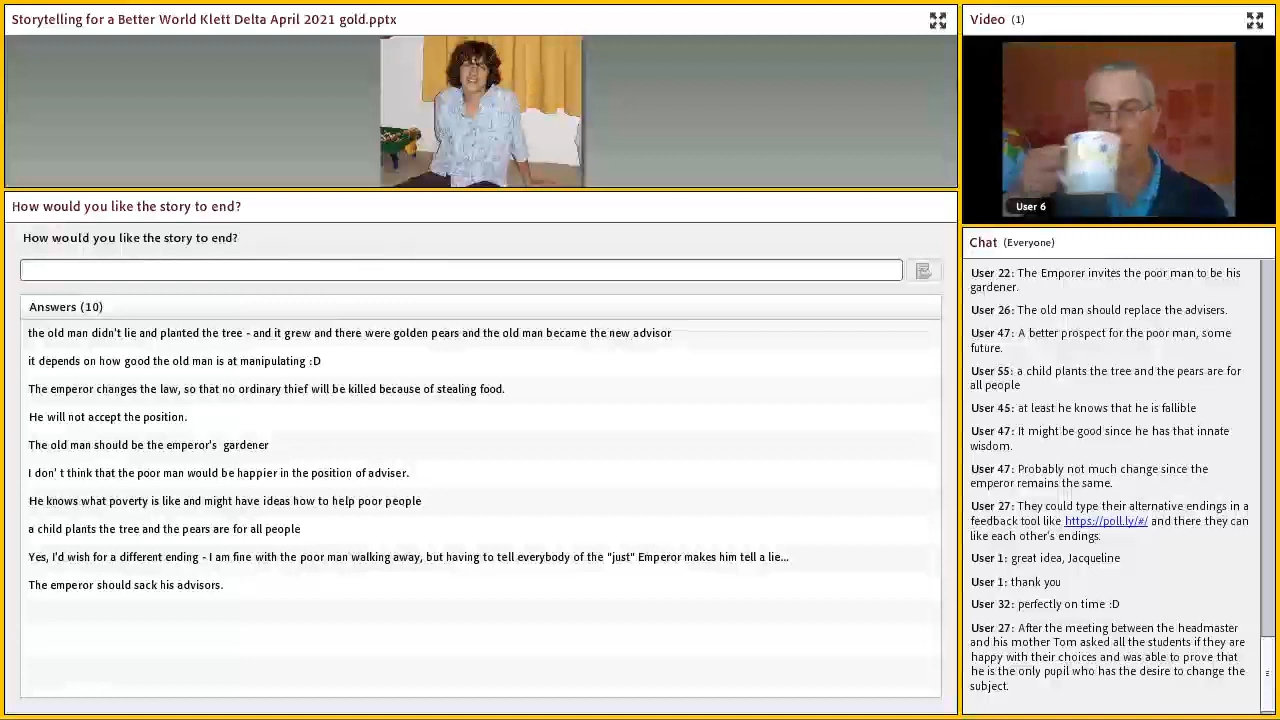 Storytelling for a Better World Klett Delta April 2021 gold.pptx
Video (1)
User 6
How would you like the story to end?
How would you like the story to end?
Answers (10)
the old man didn't lie and planted the tree - and it grew and there were golden pears and the old man became the new advisor
it depends on how good the old man is at manipulating :D
The emperor changes the law, so that no ordinary thief will be killed because of stealing food.
He will not accept the position.
The old man should be the emperor's  gardener
I don' t think that the poor man would be happier in the position of adviser.
He knows what poverty is like and might have ideas how to help poor people
a child plants the tree and the pears are for all people
Yes, I'd wish for a different ending - I am fine with the poor man walking away, but having to tell everybody of the "just" Emperor makes him tell a lie...
The emperor should sack his advisors.
Chat (Everyone)
User 22: The Emporer invites the poor man to be his
gardener.
User 26: The old man should replace the advisers.
User 47: A better prospect for the poor man, some
future.
User 55: a child plants the tree and the pears are for
all people
User 45: at least he knows that he is fallible
User 47: It might be good since he has that innate
wisdom.
User 47: Probably not much change since the
emperor remains the same.
User 27: They could type their alternative endings in a
feedback tool like https://poll.ly/#/ and there they can
like each other's endings.
User 1: great idea, Jacqueline
User 1: thank you
User 32: perfectly on time :D
User 27: After the meeting between the headmaster
and his mother Tom asked all the students if they are
happy with their choices and was able to prove that
he is the only pupil who has the desire to change the
subject.